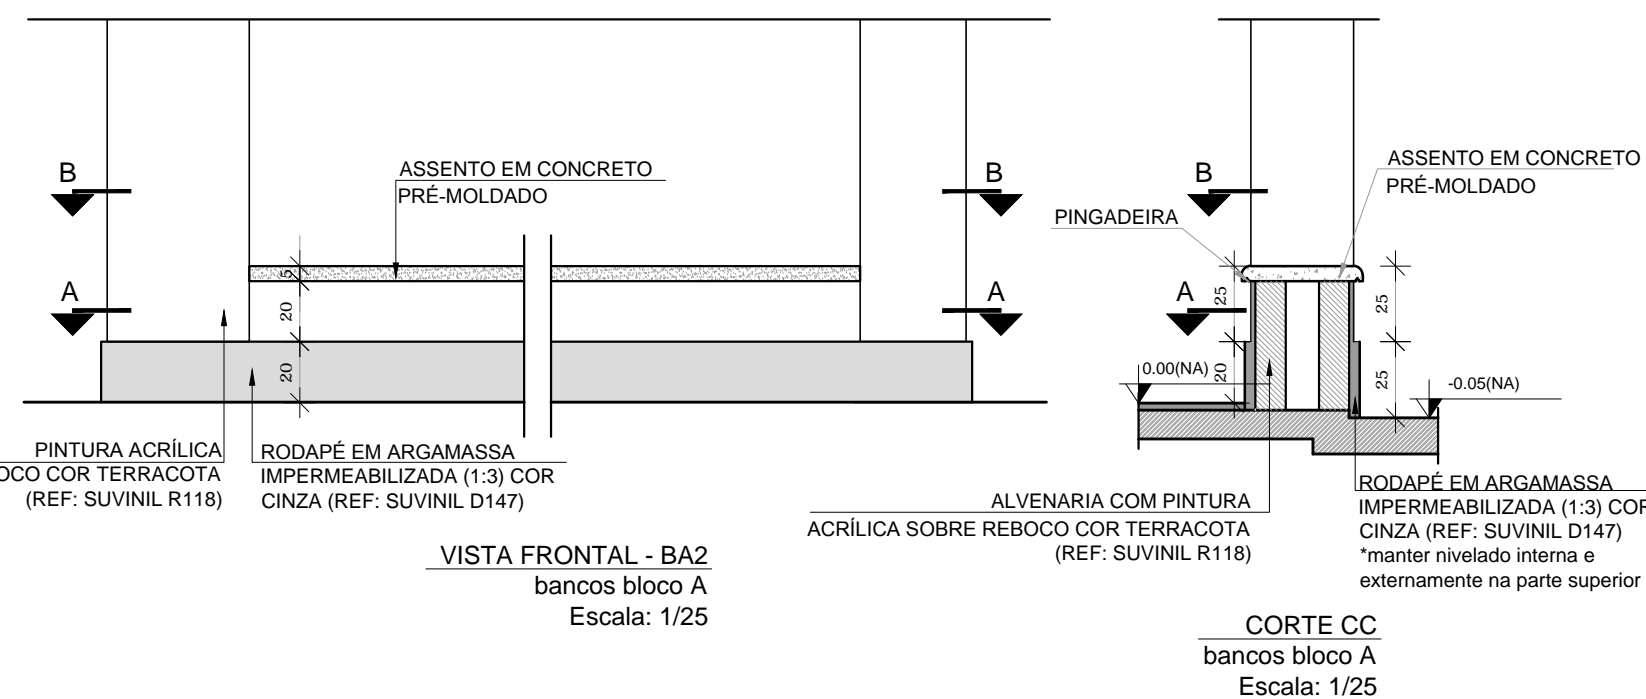 B
ASSENTO EM CONCRETO
PRÉ-MOLDADO
B
A
5
20
20
A
PINTURA ACRÍLICA
OCO COR TERRACOTA
(REF: SUVINIL R118)
RODAPÉ EM ARGAMASSA
IMPERMEABILIZADA (1:3) COR
CINZA (REF: SUVINIL D147)
VISTA FRONTAL - BA2
bancos bloco A
Escala: 1/25
B
ASSENTO EM CONCRETO
PRÉ-MOLDADO
PINGADEIRA
A
25
25
20
25
0.00(NA)
-0.05(NA)
ALVENARIA COM PINTURA
ACRÍLICA SOBRE REBOCO COR TERRACOTA
(REF: SUVINIL R118)
RODAPÉ EM ARGAMASSA
IMPERMEABILIZADA (1:3) COR
CINZA (REF: SUVINIL D147)
*manter nivelado interna e
externamente na parte superior
CORTE CC
bancos bloco A
Escala: 1/25